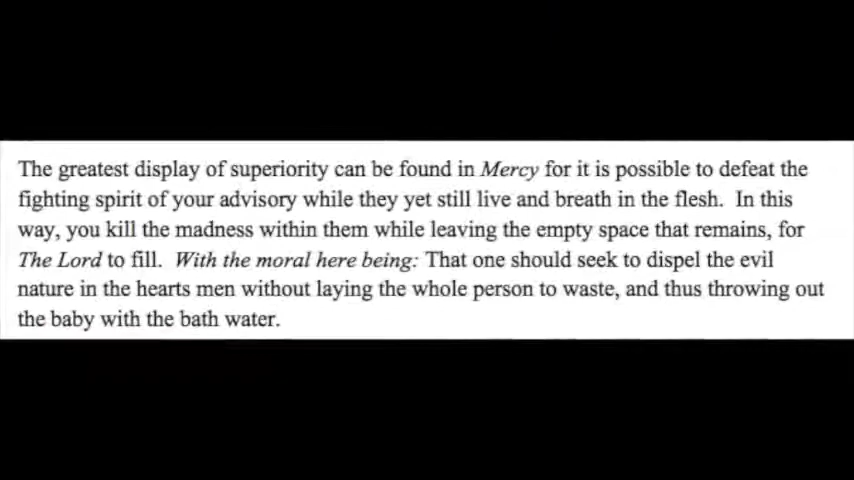 The greatest display of superiority can be found in Mercy for it is possible to defeat the
fighting spirit of your advisory while they yet still live and breath in the flesh.  In this
way, you kill the madness within them while leaving the empty space that remains, for
The Lord to fill.  With the moral here being: That one should seek to dispel the evil
nature in the hearts men without laying the whole person to waste, and thus throwing out
the baby with the bath water.